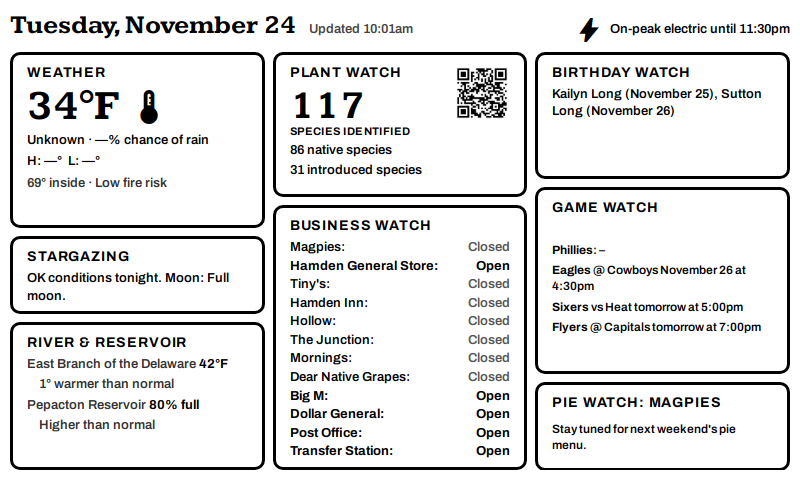 Tuesday, November 24 Updated 10:01am
On-peak electric until 11:30pm
WEATHER
34°F
Unknown · —% chance of rain
H: —° L: —°
69° inside · Low fire risk
STARGAZING
OK conditions tonight. Moon: Full
moon.
RIVER & RESERVOIR
East Branch of the Delaware 42°F
1° warmer than normal
Pepacton Reservoir 80% full
Higher than normal
PLANT WATCH
117
SPECIES IDENTIFIED
86 native species
31 introduced species
BUSINESS WATCH
Magpies: Closed
Hamden General Store: Open
Tiny's: Closed
Hamden Inn: Closed
Hollow: Closed
The Junction: Closed
Mornings: Closed
Dear Native Grapes: Closed
Big M: Open
Dollar General: Open
Post Office: Open
Transfer Station: Open
BIRTHDAY WATCH
Kailyn Long (November 25), Sutton
Long (November 26)
GAME WATCH
Phillies: –
Eagles @ Cowboys November 26 at
4:30pm
Sixers vs Heat tomorrow at 5:00pm
Flyers @ Capitals tomorrow at 7:00pm
PIE WATCH: MAGPIES
Stay tuned for next weekend's pie
menu.